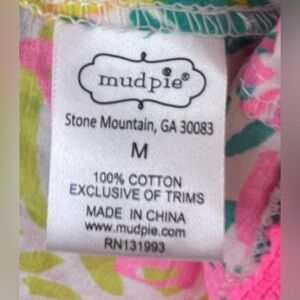 mudpie®
Stone Mountain, GA 30083
M
100% COTTON
EXCLUSIVE OF TRIMS
MADE IN CHINA
www.mudpie.com
RN131993